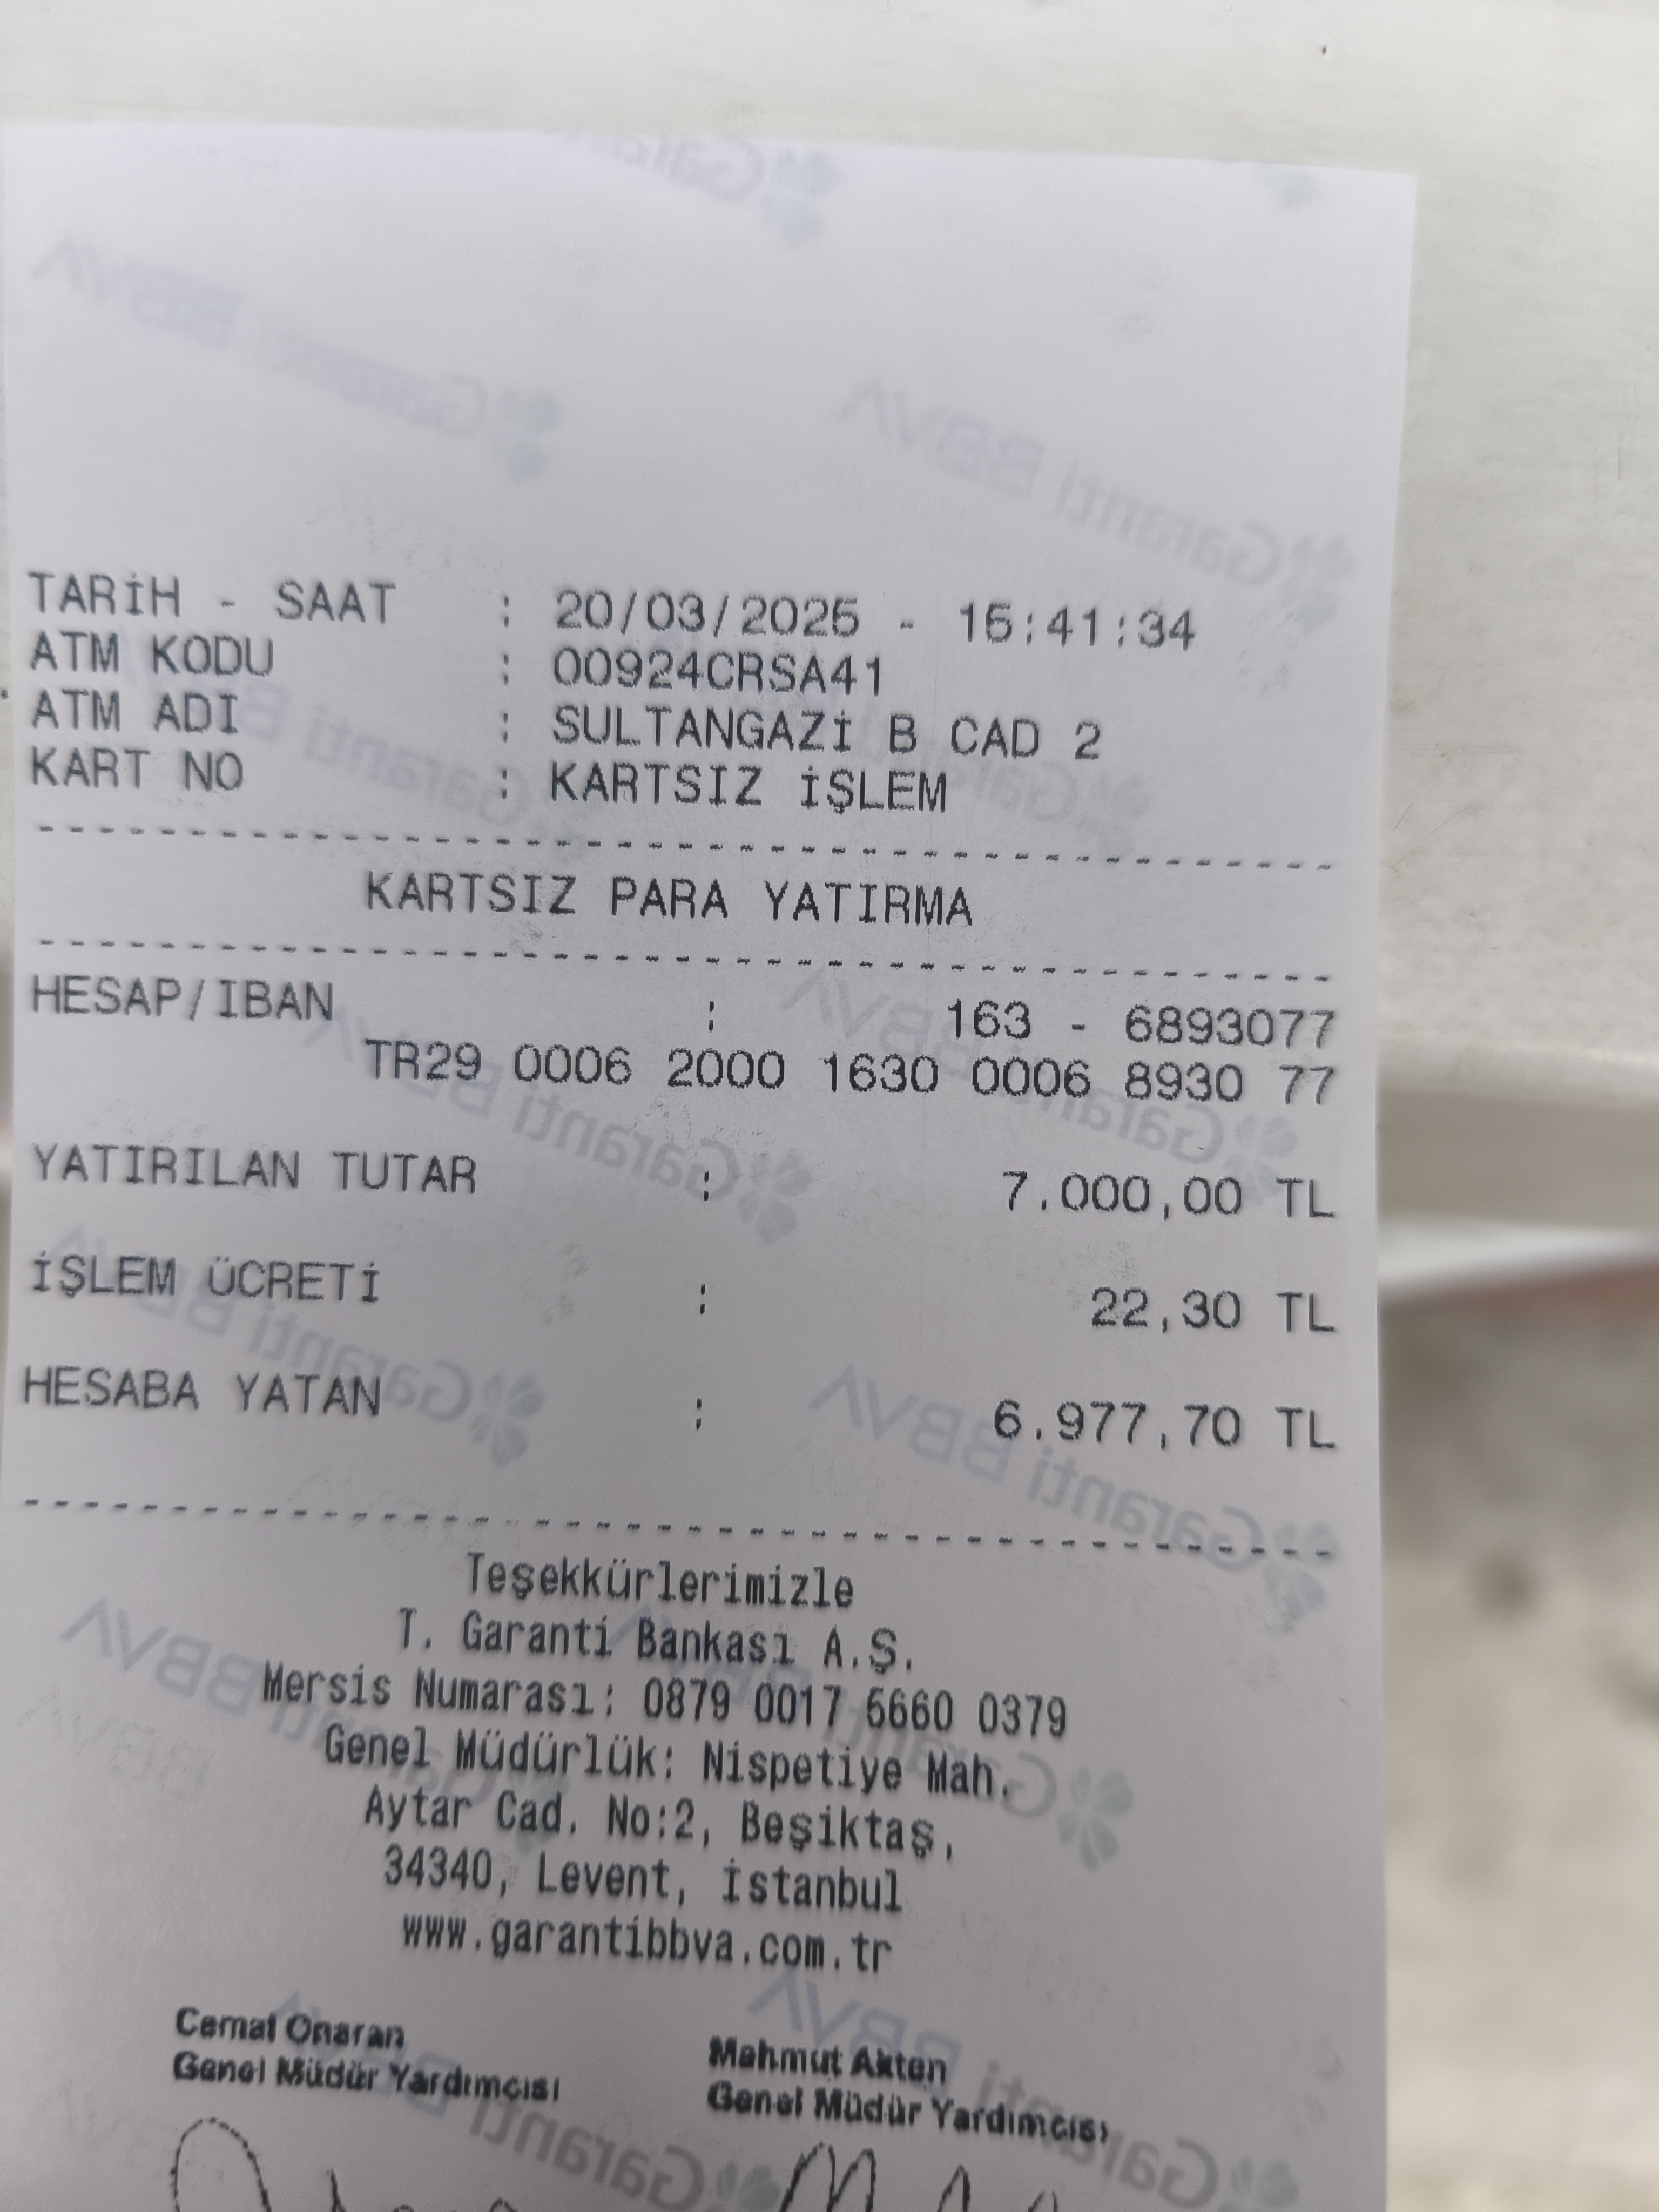 TARİH - SAAT : 20/03/2025 - 15:41:34
ATM KODU : 00924CRSA41
ATM ADI : SULTANGAZİ B CAD 2
KART NO : KARTSIZ İŞLEM
KARTSIZ PARA YATIRMA
HESAP/IBAN : 163 - 6893077
TR29 0006 2000 1630 0006 8930 77
YATIRILAN TUTAR : 7.000,00 TL
İŞLEM ÜCRETİ : 22,30 TL
HESABA YATAN : 6.977,70 TL
Teşekkürlerimizle
T. Garanti Bankası A.Ş.
Mersis Numarası: 0879 0017 5660 0379
Genel Müdürlük: Nispetiye Mah.
Aytar Cad. No:2, Beşiktaş,
34340, Levent, İstanbul
www.garantibbva.com.tr
Cemal Onaran
Genel Müdür Yardımcısı
Mahmut Akten
Genel Müdür Yardımcısı
Garanti BBVA